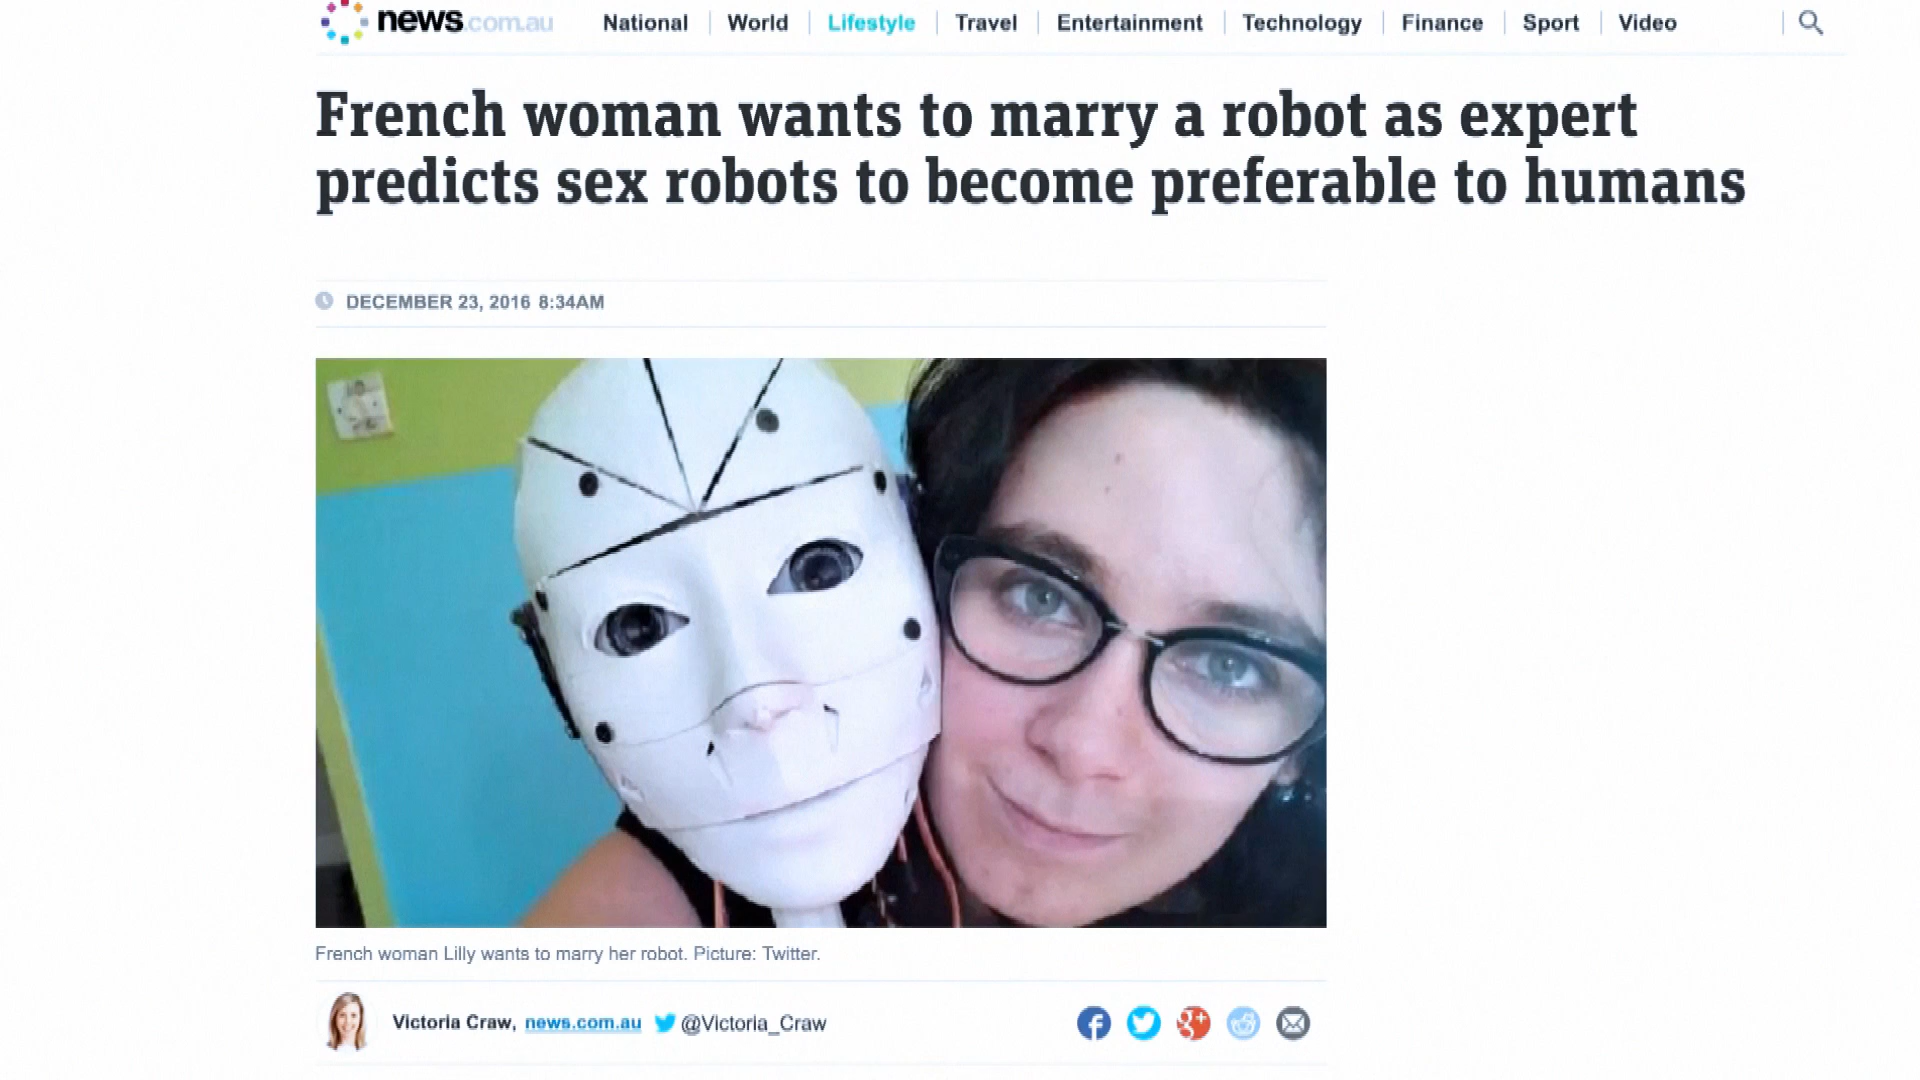 news.com.au
National World Lifestyle Travel Entertainment Technology Finance Sport Video
French woman wants to marry a robot as expert
predicts sex robots to become preferable to humans
DECEMBER 23, 2016 8:34AM
French woman Lilly wants to marry her robot. Picture: Twitter.
Victoria Craw, news.com.au @Victoria_Craw
f g+